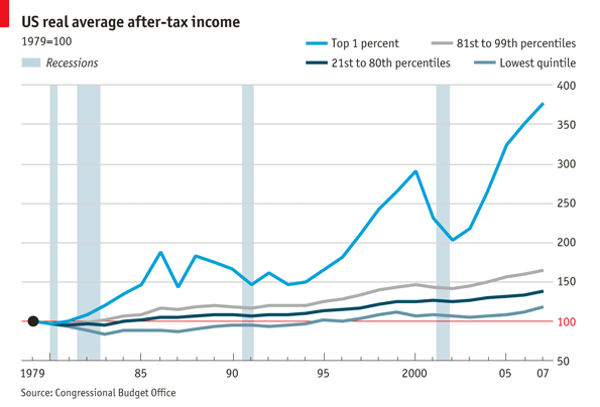 US real average after-tax income
1979=100
Top 1 percent
81st to 99th percentiles
Recessions
21st to 80th percentiles
Lowest quintile
400
350
300
250
200
150
100
50
1979 85 90 95 2000 05 07
Source: Congressional Budget Office